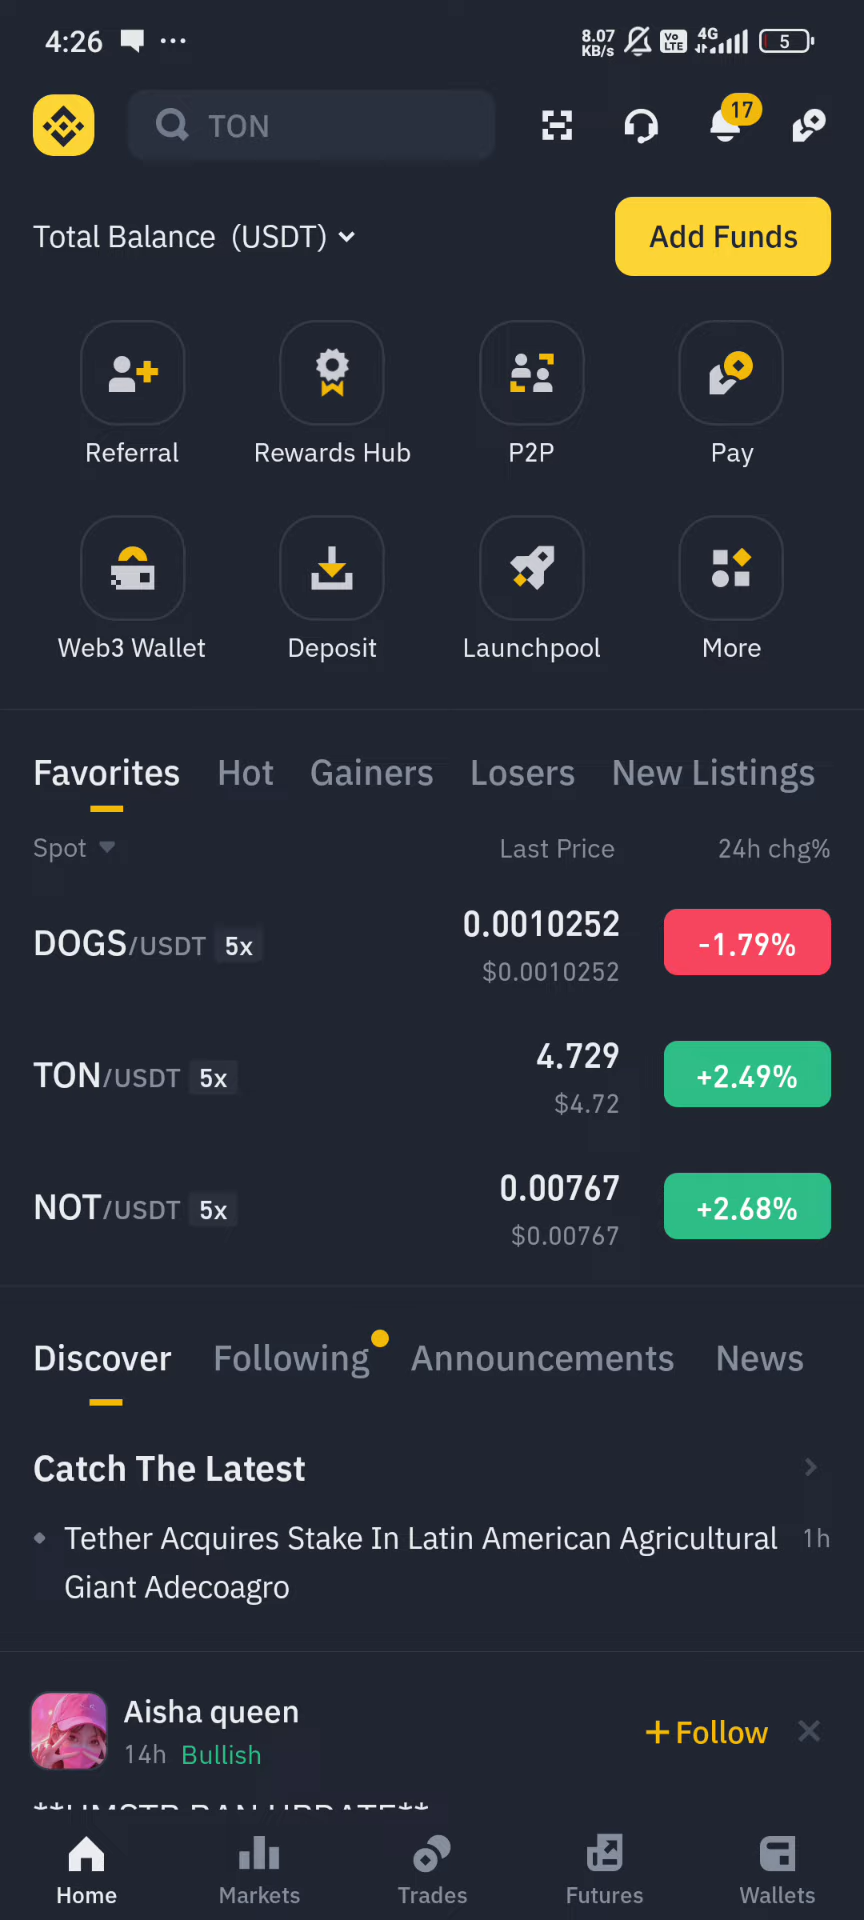 4:26 ... 8.07 KB/s Vo LTE 4G 5
TON 17
Total Balance (USDT) Add Funds
Referral Rewards Hub P2P Pay
Web3 Wallet Deposit Launchpool More
Favorites Hot Gainers Losers New Listings
Spot Last Price 24h chg%
DOGS/USDT 5x 0.0010252 -1.79%
$0.0010252
TON/USDT 5x 4.729 +2.49%
$4.72
NOT/USDT 5x 0.00767 +2.68%
$0.00767
Discover Following Announcements News
Catch The Latest
Tether Acquires Stake In Latin American Agricultural 1h
Giant Adecoagro
Aisha queen
14h Bullish
+ Follow
Home Markets Trades Futures Wallets